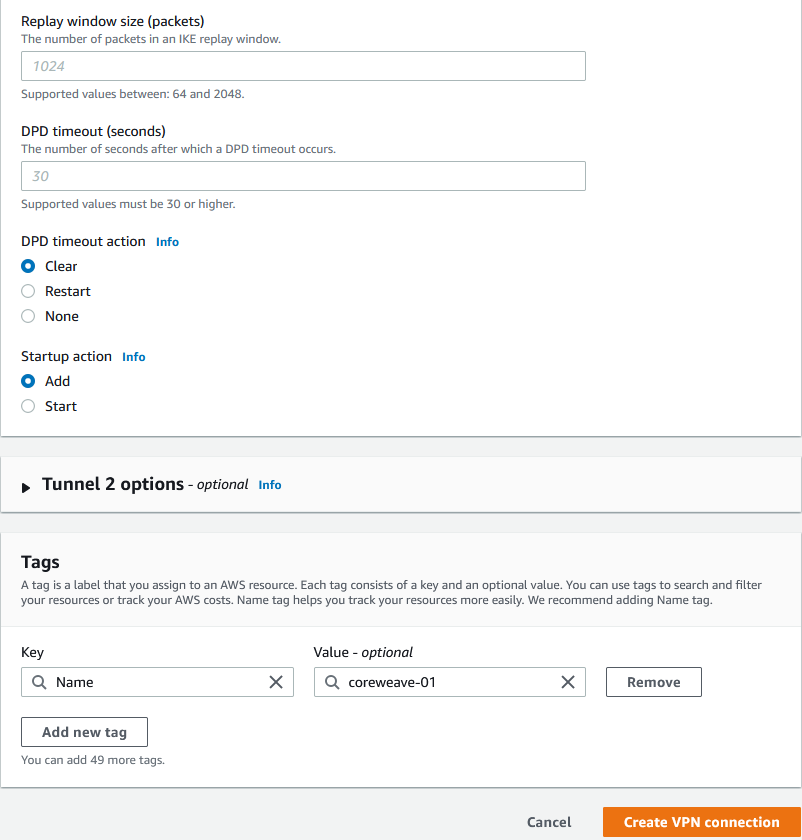 Replay window size (packets)
The number of packets in an IKE replay window.
1024
Supported values between: 64 and 2048.
DPD timeout (seconds)
The number of seconds after which a DPD timeout occurs.
30
Supported values must be 30 or higher.
DPD timeout action Info
Clear
Restart
None
Startup action Info
Add
Start
Tunnel 2 options - optional Info
Tags
A tag is a label that you assign to an AWS resource. Each tag consists of a key and an optional value. You can use tags to search and filter
your resources or track your AWS costs. Name tag helps you track your resources more easily. We recommend adding Name tag.
Key Value - optional
Name coreweave-01 Remove
Add new tag
You can add 49 more tags.
Cancel Create VPN connection